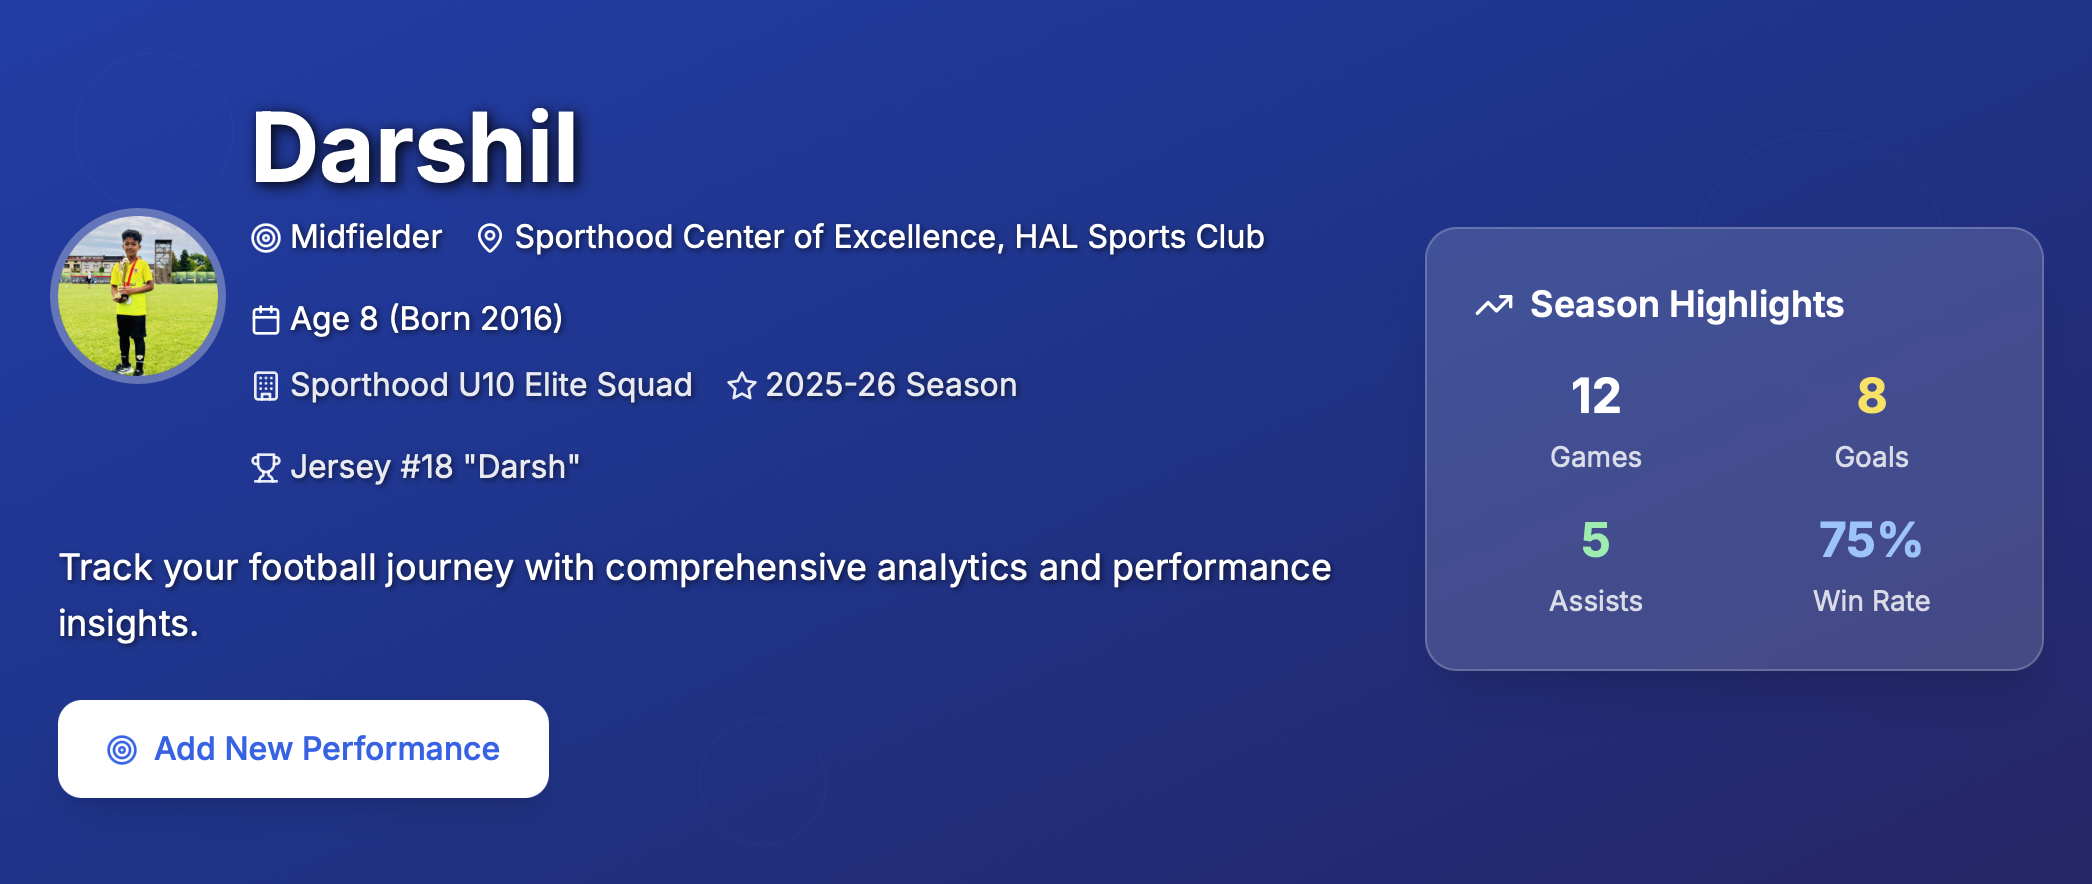 Darshil
Midfielder
Sporthood Center of Excellence, HAL Sports Club
Age 8 (Born 2016)
Sporthood U10 Elite Squad
2025-26 Season
Jersey #18 "Darsh"
Track your football journey with comprehensive analytics and performance
insights.
Add New Performance
Season Highlights
12
Games
8
Goals
5
Assists
75%
Win Rate